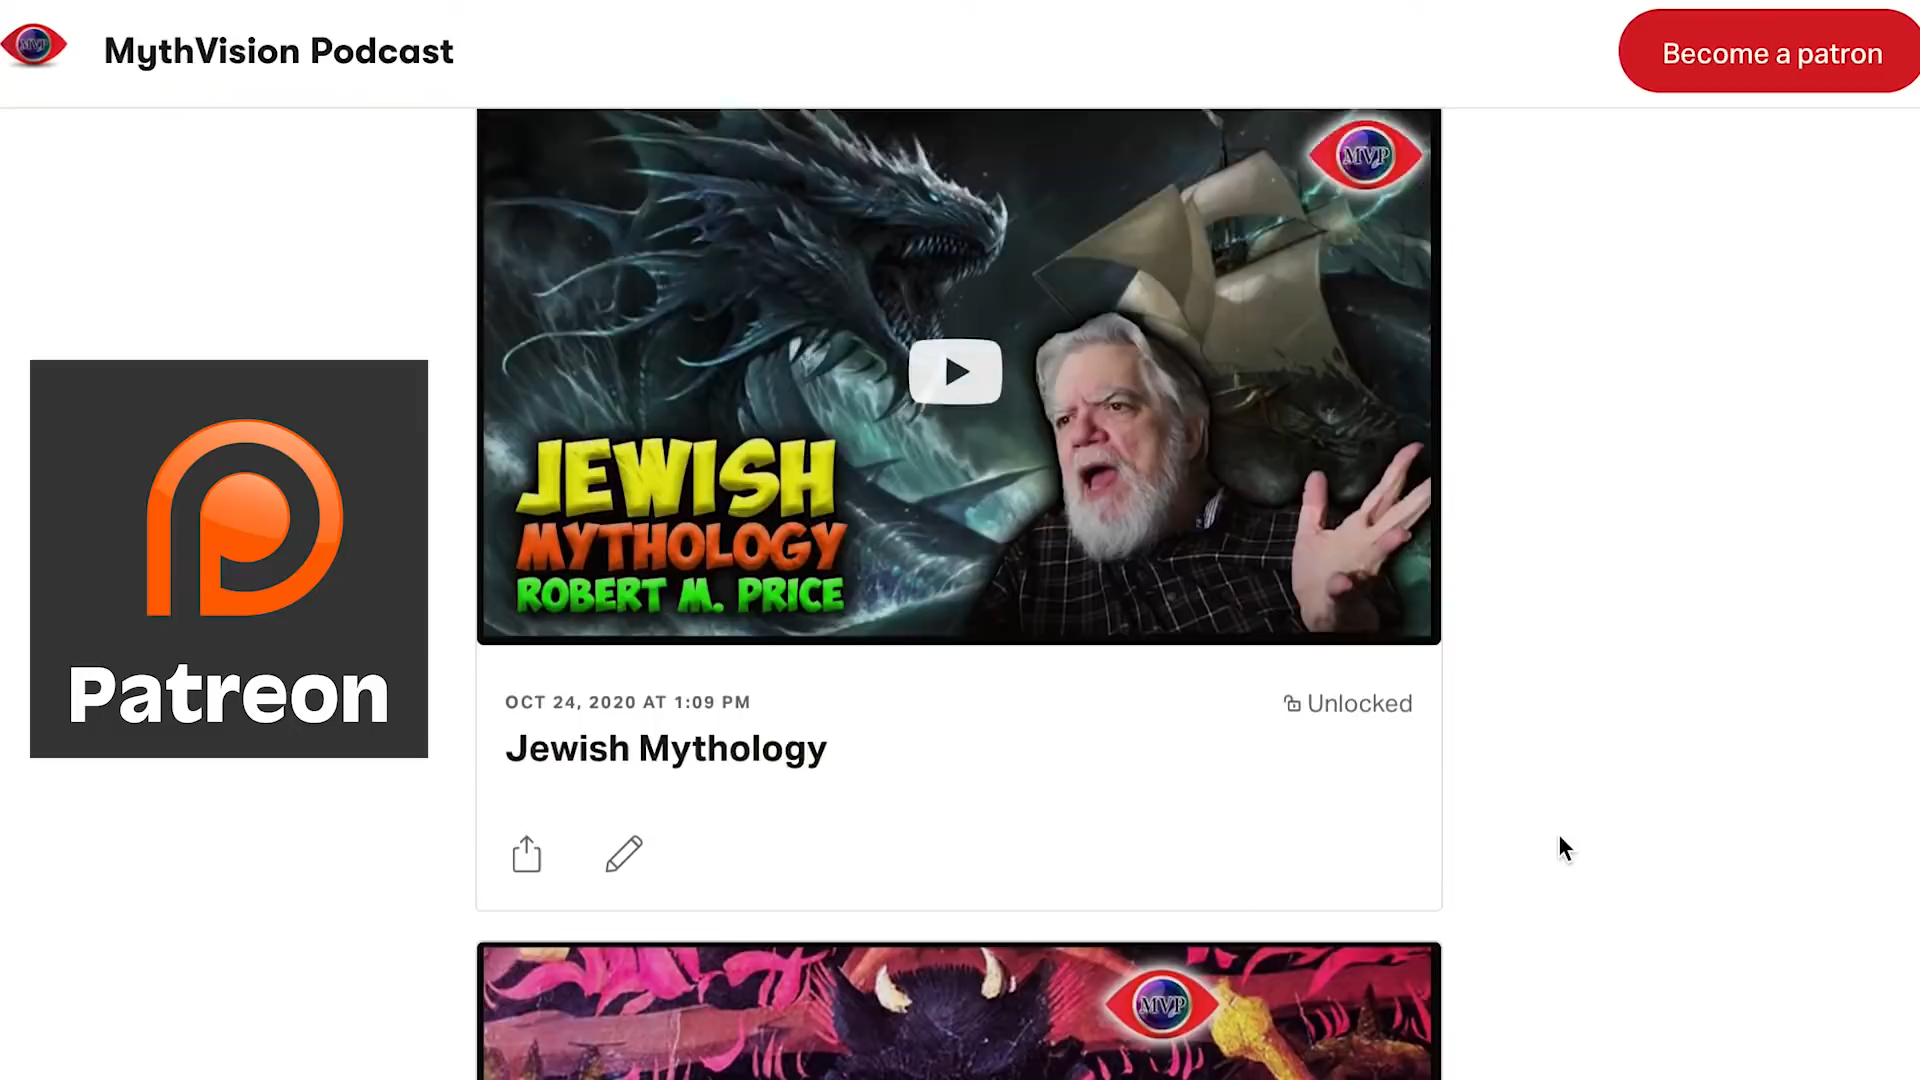 MVP
MythVision Podcast
Become a patron
MVP
JEWISH
MYTHOLOGY
ROBERT M. PRICE
Patreon
OCT 24, 2020 AT 1:09 PM
Unlocked
Jewish Mythology
MVP